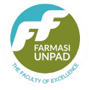 FARMASI
UNPAD
THE FACULTY OF EXCELLENCE